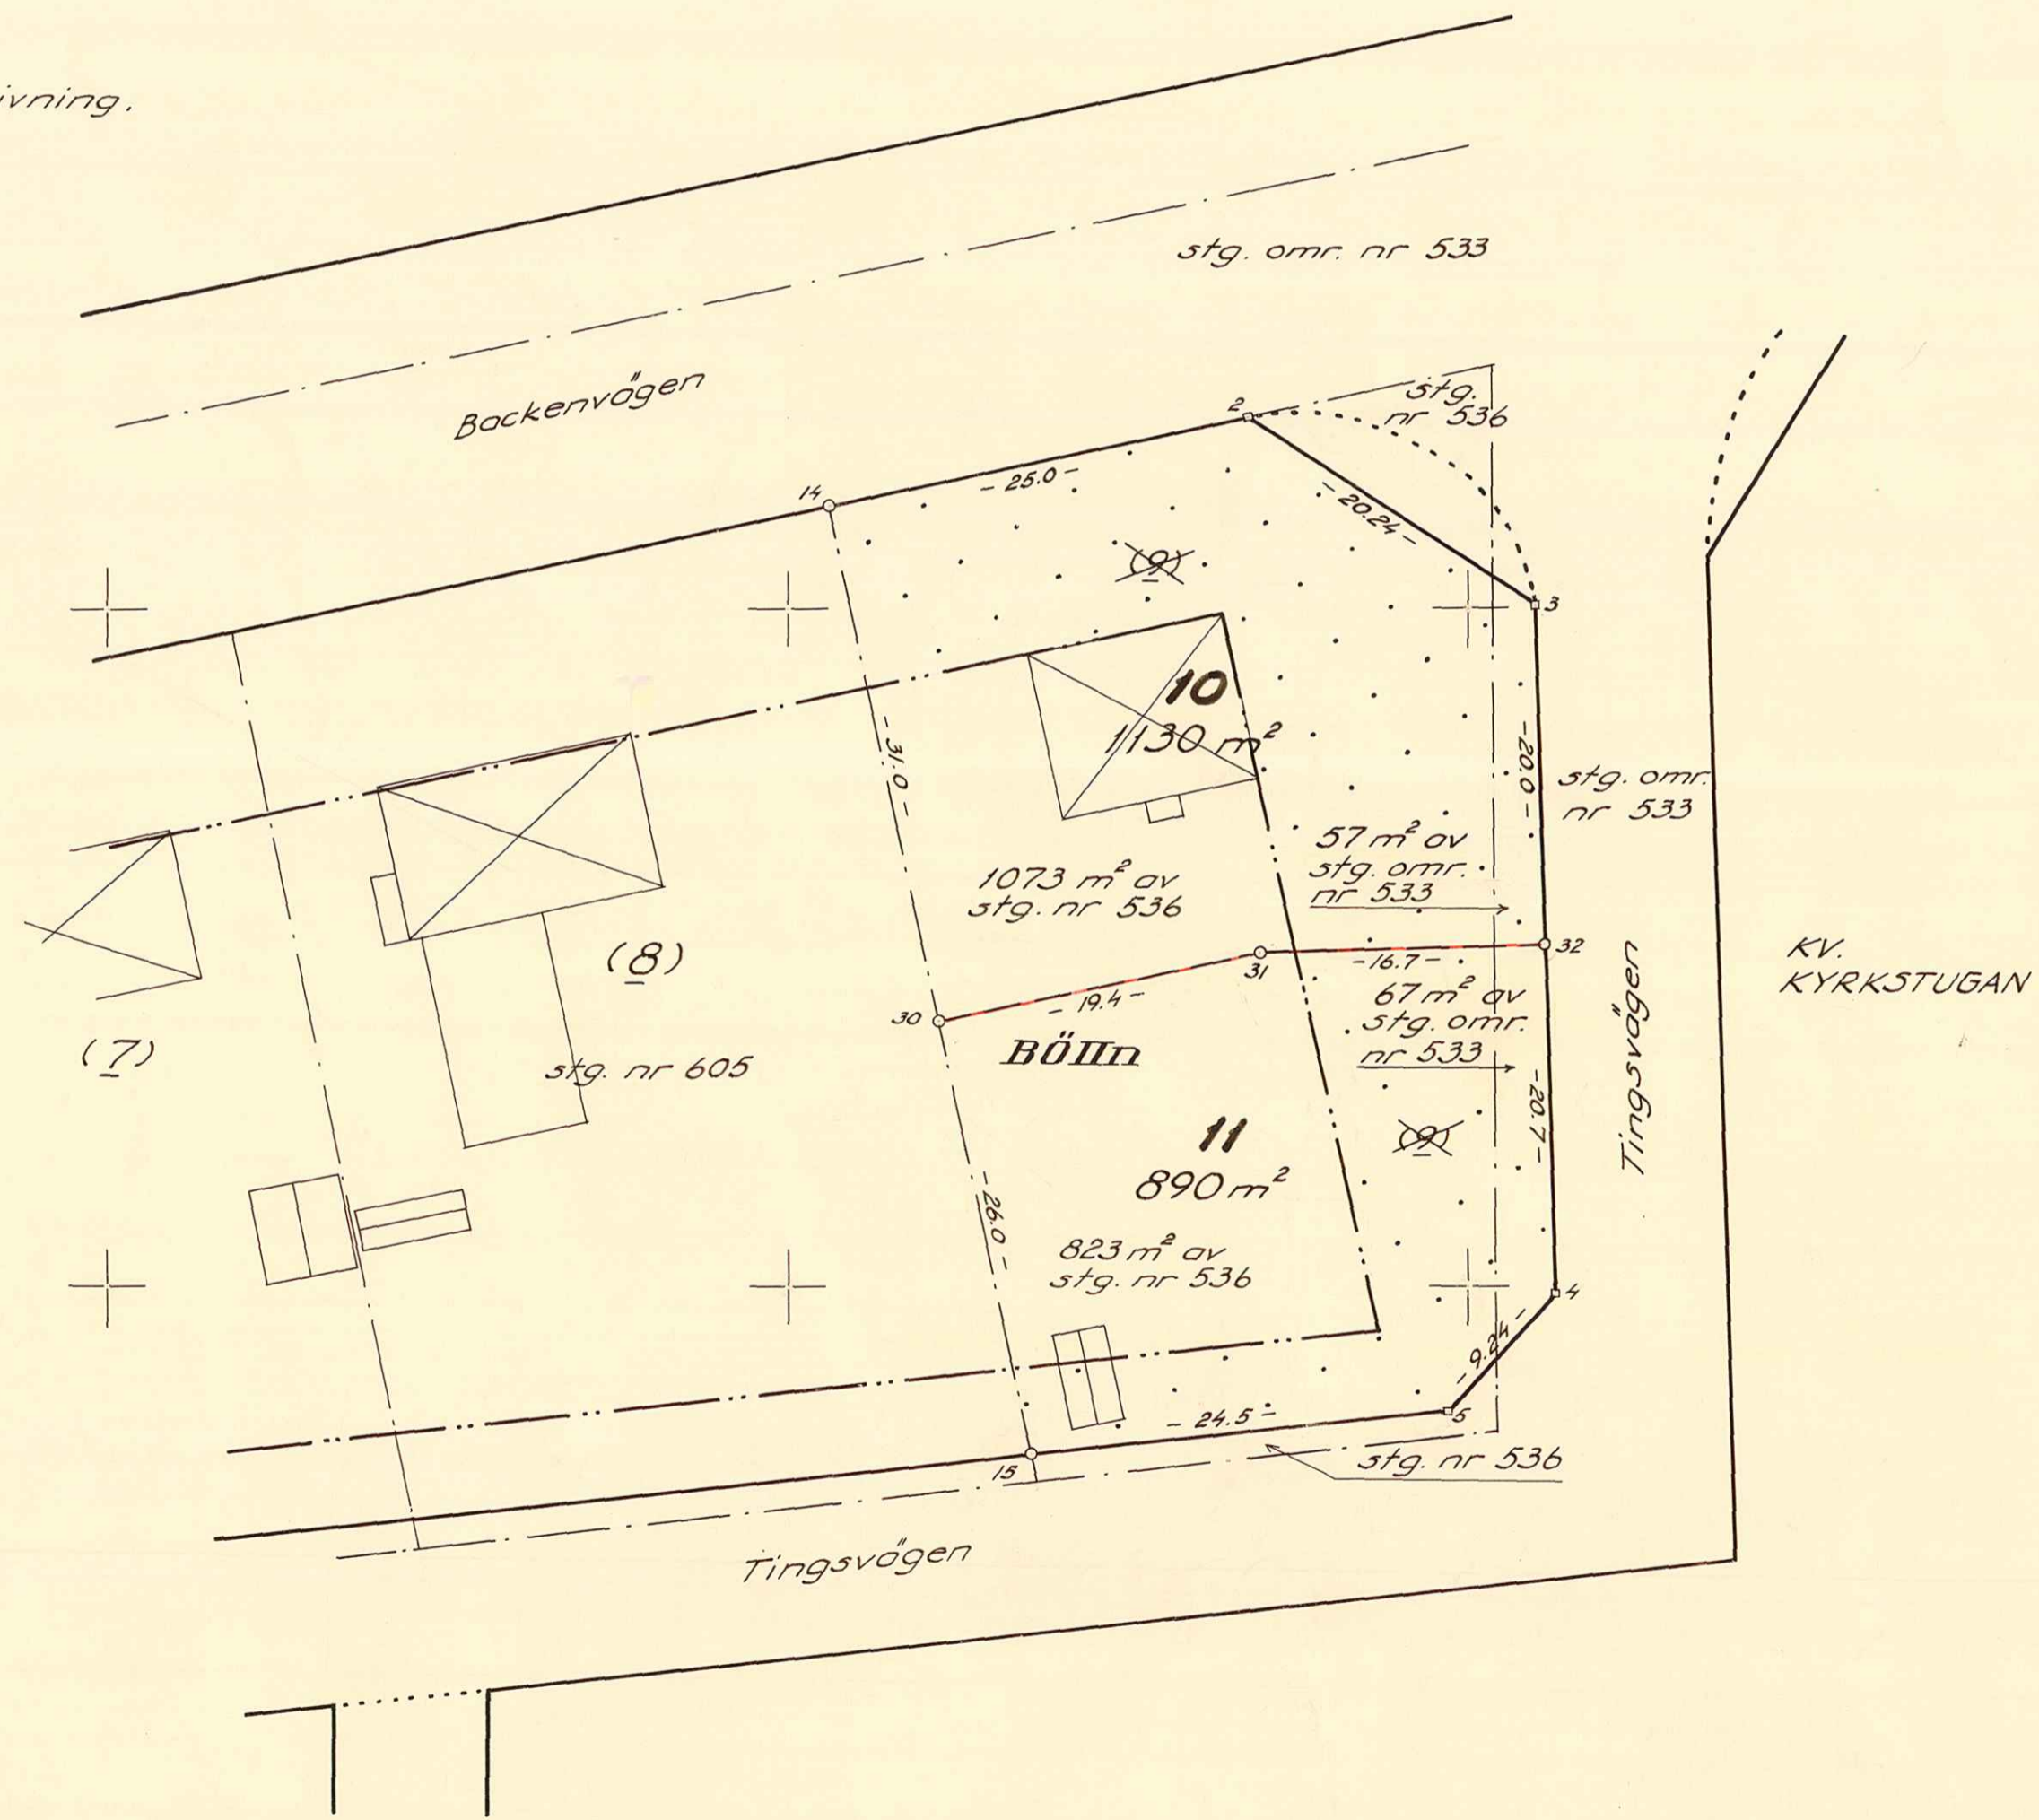 ivning.
stg. omr. nr 533
Backenvägen
stg.
nr 536
2
14
- 25.0 -
- 20.24 -
(9)
3
10
1130 m²
- 31.0 -
- 20.0 -
stg. omr.
nr 533
57 m² av
stg. omr.
nr 533
1073 m² av
stg. nr 536
32
31
- 16.7 -
KV.
KYRKSTUGAN
(8)
67 m² av
stg. omr.
nr 533
- 19.4 -
30
BÖIIn
(7)
stg. nr 605
Tingsvägen
- 20.7 -
11
890 m²
(9)
- 26.0 -
823 m² av
stg. nr 536
4
- 9.24 -
5
- 24.5 -
15
stg. nr 536
Tingsvägen